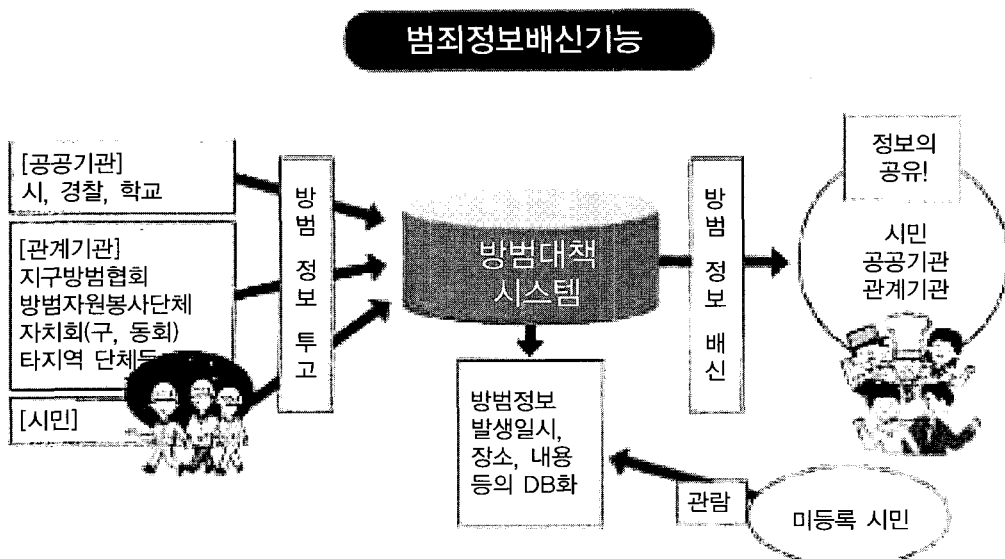 범죄정보배신기능
[공공기관]
시, 경찰, 학교
[관계기관]
지구방범협회
방범자원봉사단체
자치회(구, 동회)
타지역 단체등
[시민]
방범 정보 투고
방범대책
시스템
방범정보
발생일시,
장소, 내용
등의 DB화
방범 정보 배신
정보의
공유!
시민
공공기관
관계기관
관람
미등록 시민